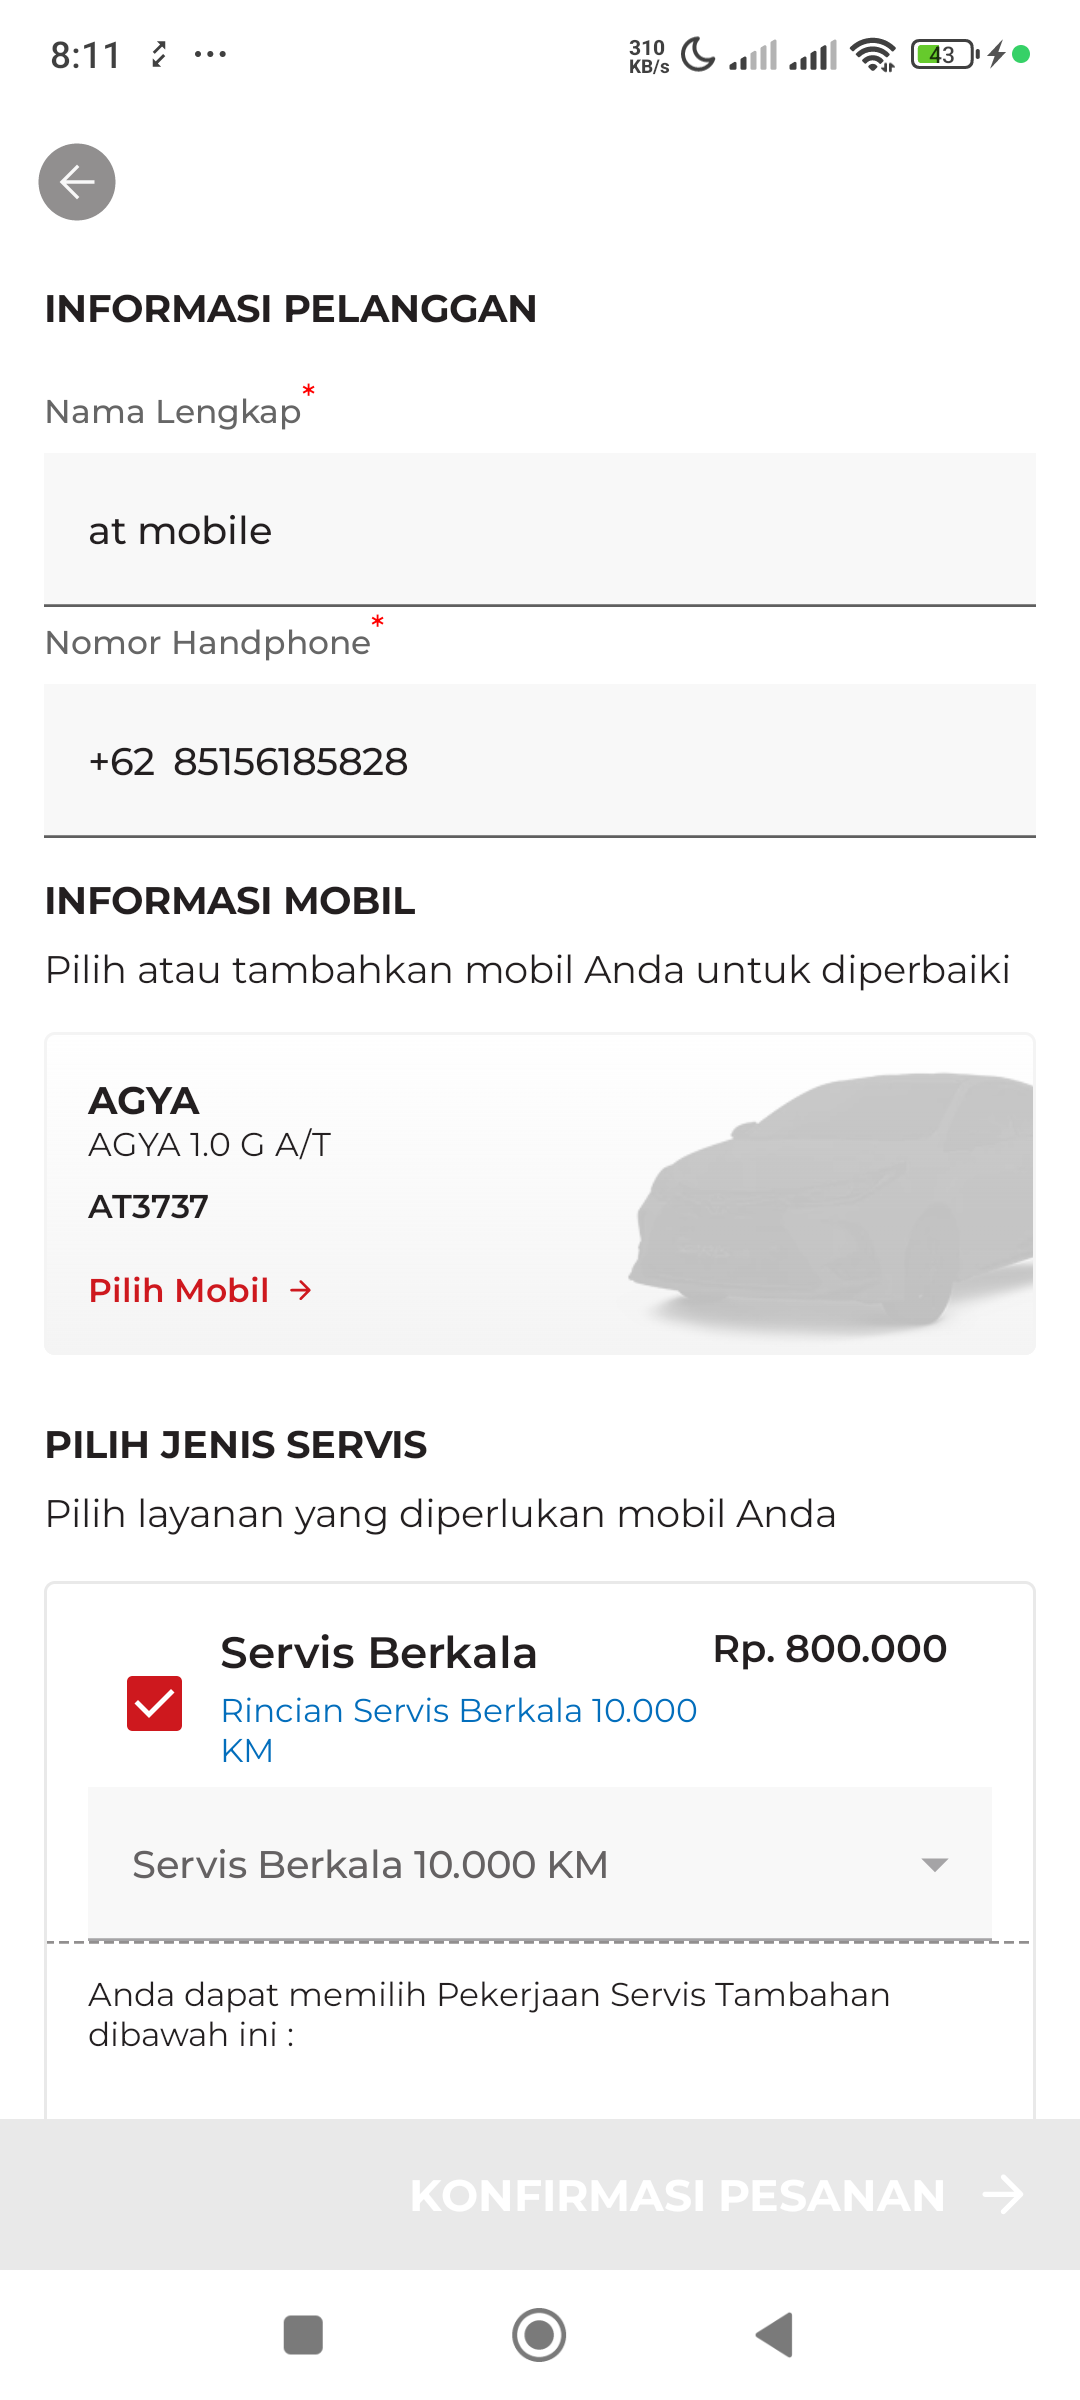 8:11
310
KB/s
43
INFORMASI PELANGGAN
Nama Lengkap*
at mobile
Nomor Handphone*
+62 85156185828
INFORMASI MOBIL
Pilih atau tambahkan mobil Anda untuk diperbaiki
AGYA
AGYA 1.0 G A/T
AT3737
Pilih Mobil →
PILIH JENIS SERVIS
Pilih layanan yang diperlukan mobil Anda
Servis Berkala Rp. 800.000
Rincian Servis Berkala 10.000
KM
Servis Berkala 10.000 KM
Anda dapat memilih Pekerjaan Servis Tambahan
dibawah ini :
KONFIRMASI PESANAN →